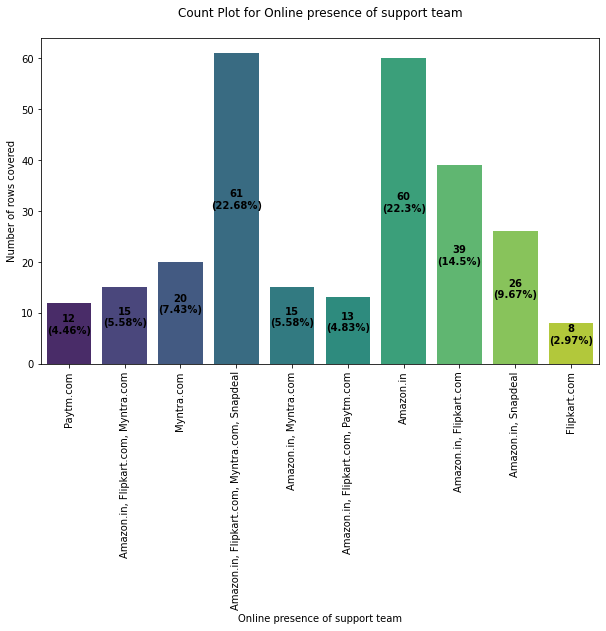 Count Plot for Online presence of support team
Number of rows covered
60
50
40
30
20
10
0
12
(4.46%)
15
(5.58%)
20
(7.43%)
61
(22.68%)
15
(5.58%)
13
(4.83%)
60
(22.3%)
39
(14.5%)
26
(9.67%)
8
(2.97%)
Paytm.com
Amazon.in, Flipkart.com, Myntra.com
Myntra.com
Amazon.in, Flipkart.com, Myntra.com, Snapdeal
Amazon.in, Myntra.com
Amazon.in, Flipkart.com, Paytm.com
Amazon.in
Amazon.in, Flipkart.com
Amazon.in, Snapdeal
Flipkart.com
Online presence of support team